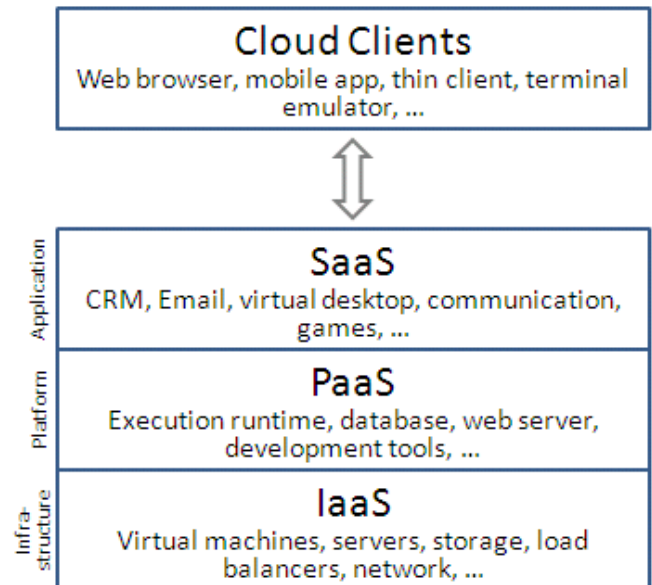 Cloud Clients
Web browser, mobile app, thin client, terminal
emulator, ...
Application
SaaS
CRM, Email, virtual desktop, communication,
games, ...
Platform
PaaS
Execution runtime, database, web server,
development tools, ...
Infra-
structure
IaaS
Virtual machines, servers, storage, load
balancers, network, ...